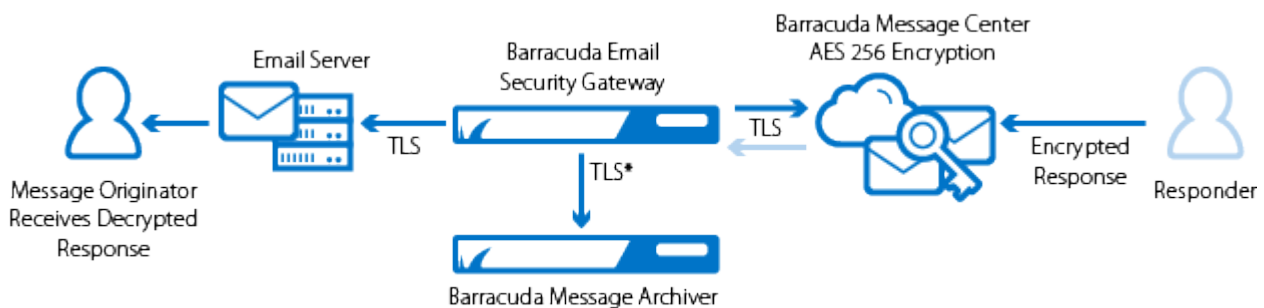 Email Server
Barracuda Email
Security Gateway
Barracuda Message Center
AES 256 Encryption
TLS
TLS
TLS*
Encrypted
Response
Message Originator
Receives Decrypted
Response
Responder
Barracuda Message Archiver